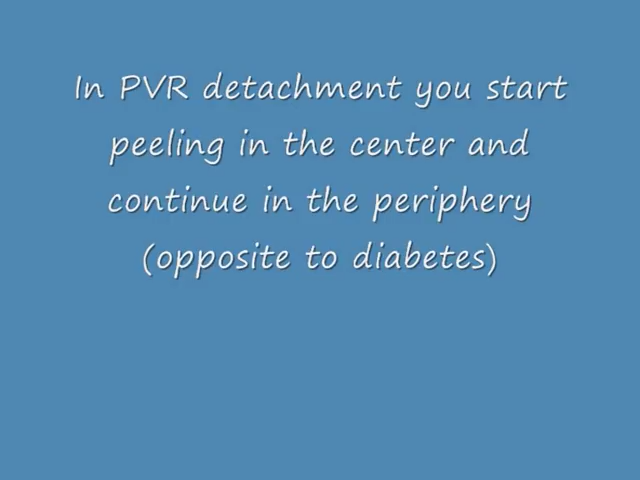 In PVR detachment you start
peeling in the center and
continue in the periphery
(opposite to diabetes)